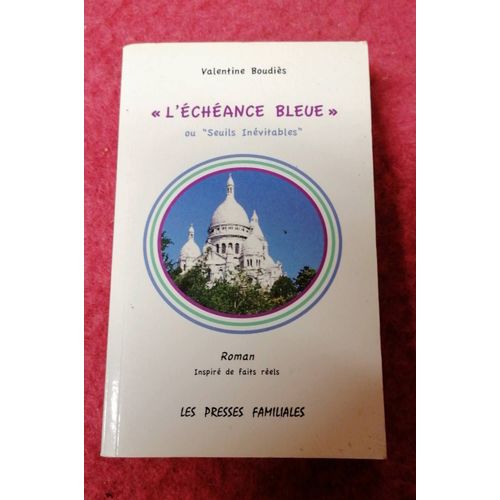 Valentine Boudiès
« L'ÉCHÉANCE BLEUE »
ou "Seuils Inévitables"
Roman
Inspiré de faits réels
LES PRESSES FAMILIALES